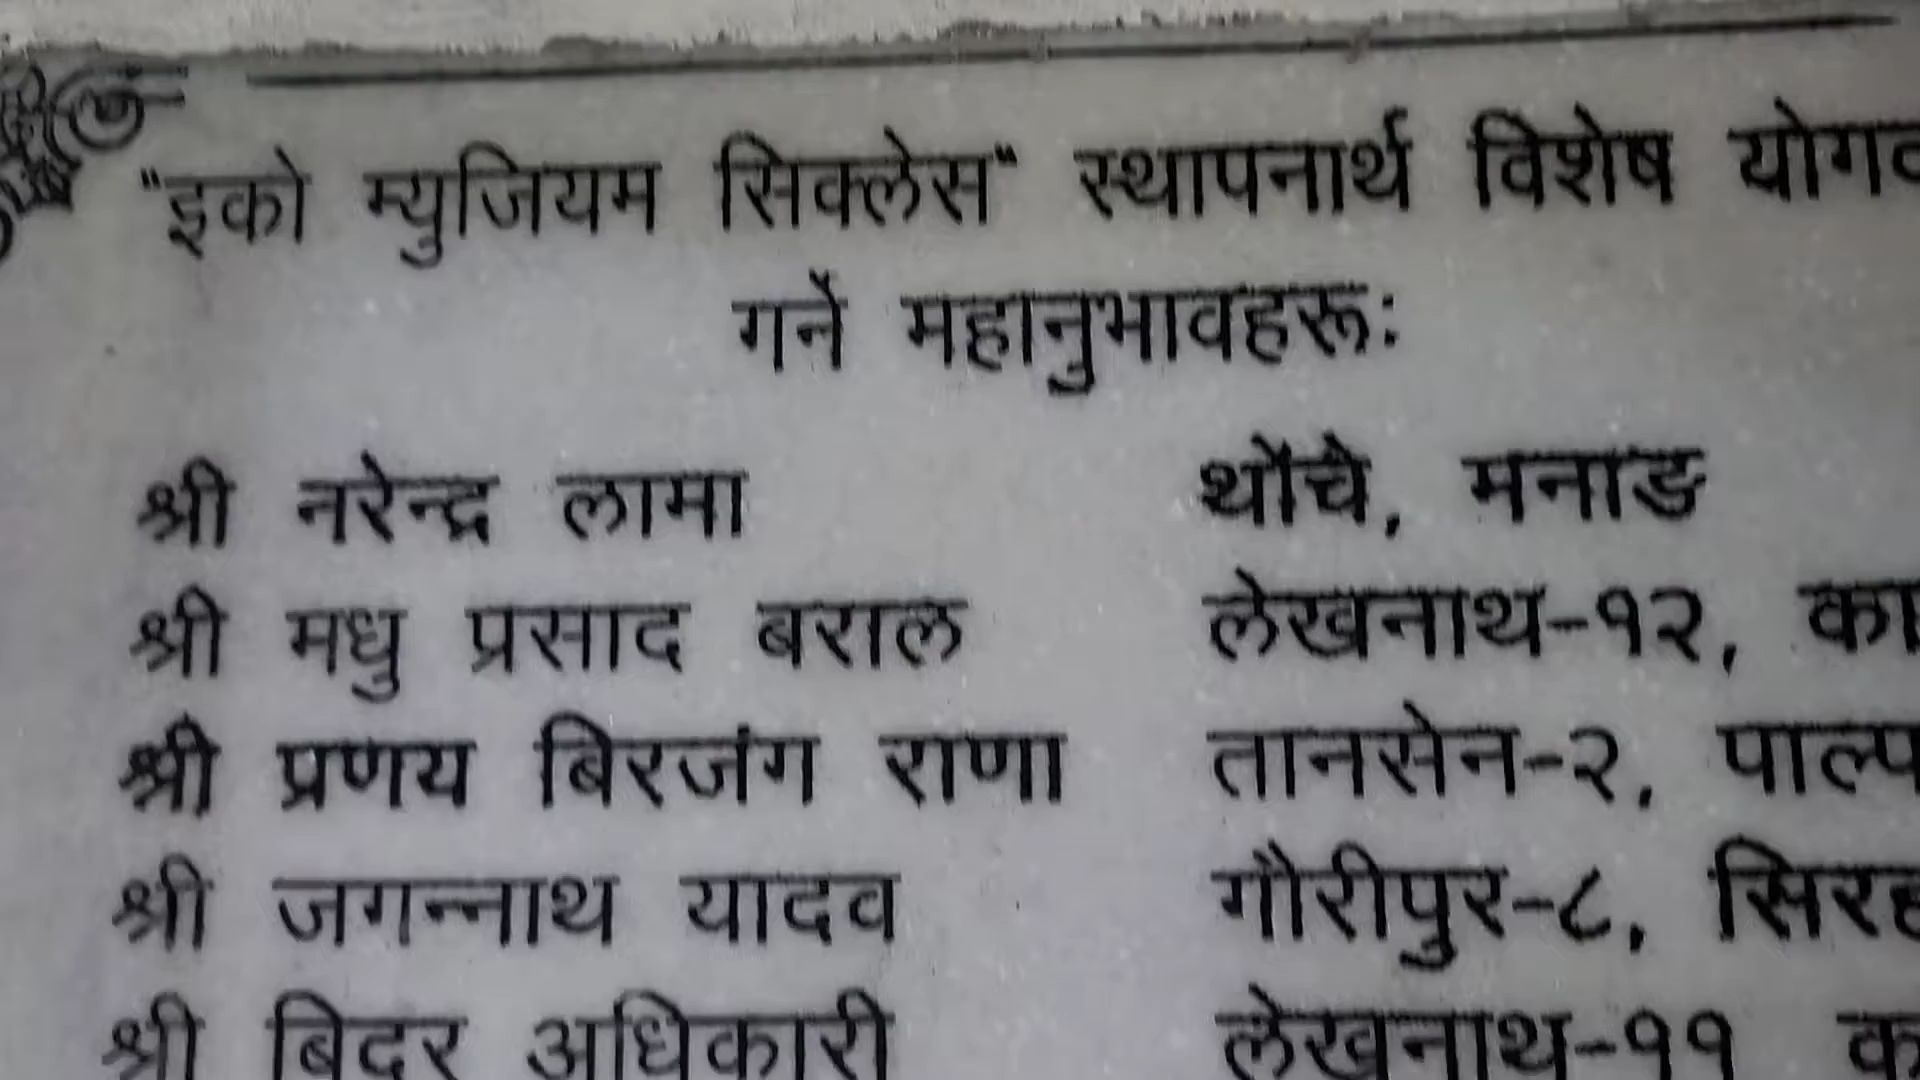 "इको म्युजियम सिक्लेस" स्थापनार्थ विशेष
गर्ने महानुभावहरू:
श्री नरेन्द्र लामा थोंचे, मनाङ
श्री मधु प्रसाद बराल लेखनाथ-१२,
श्री प्रणय बिरजंग राणा तानसेन-२,
श्री जगन्नाथ यादव गौरीपुर-८,
श्री अधिकारी लेखनाथ-११